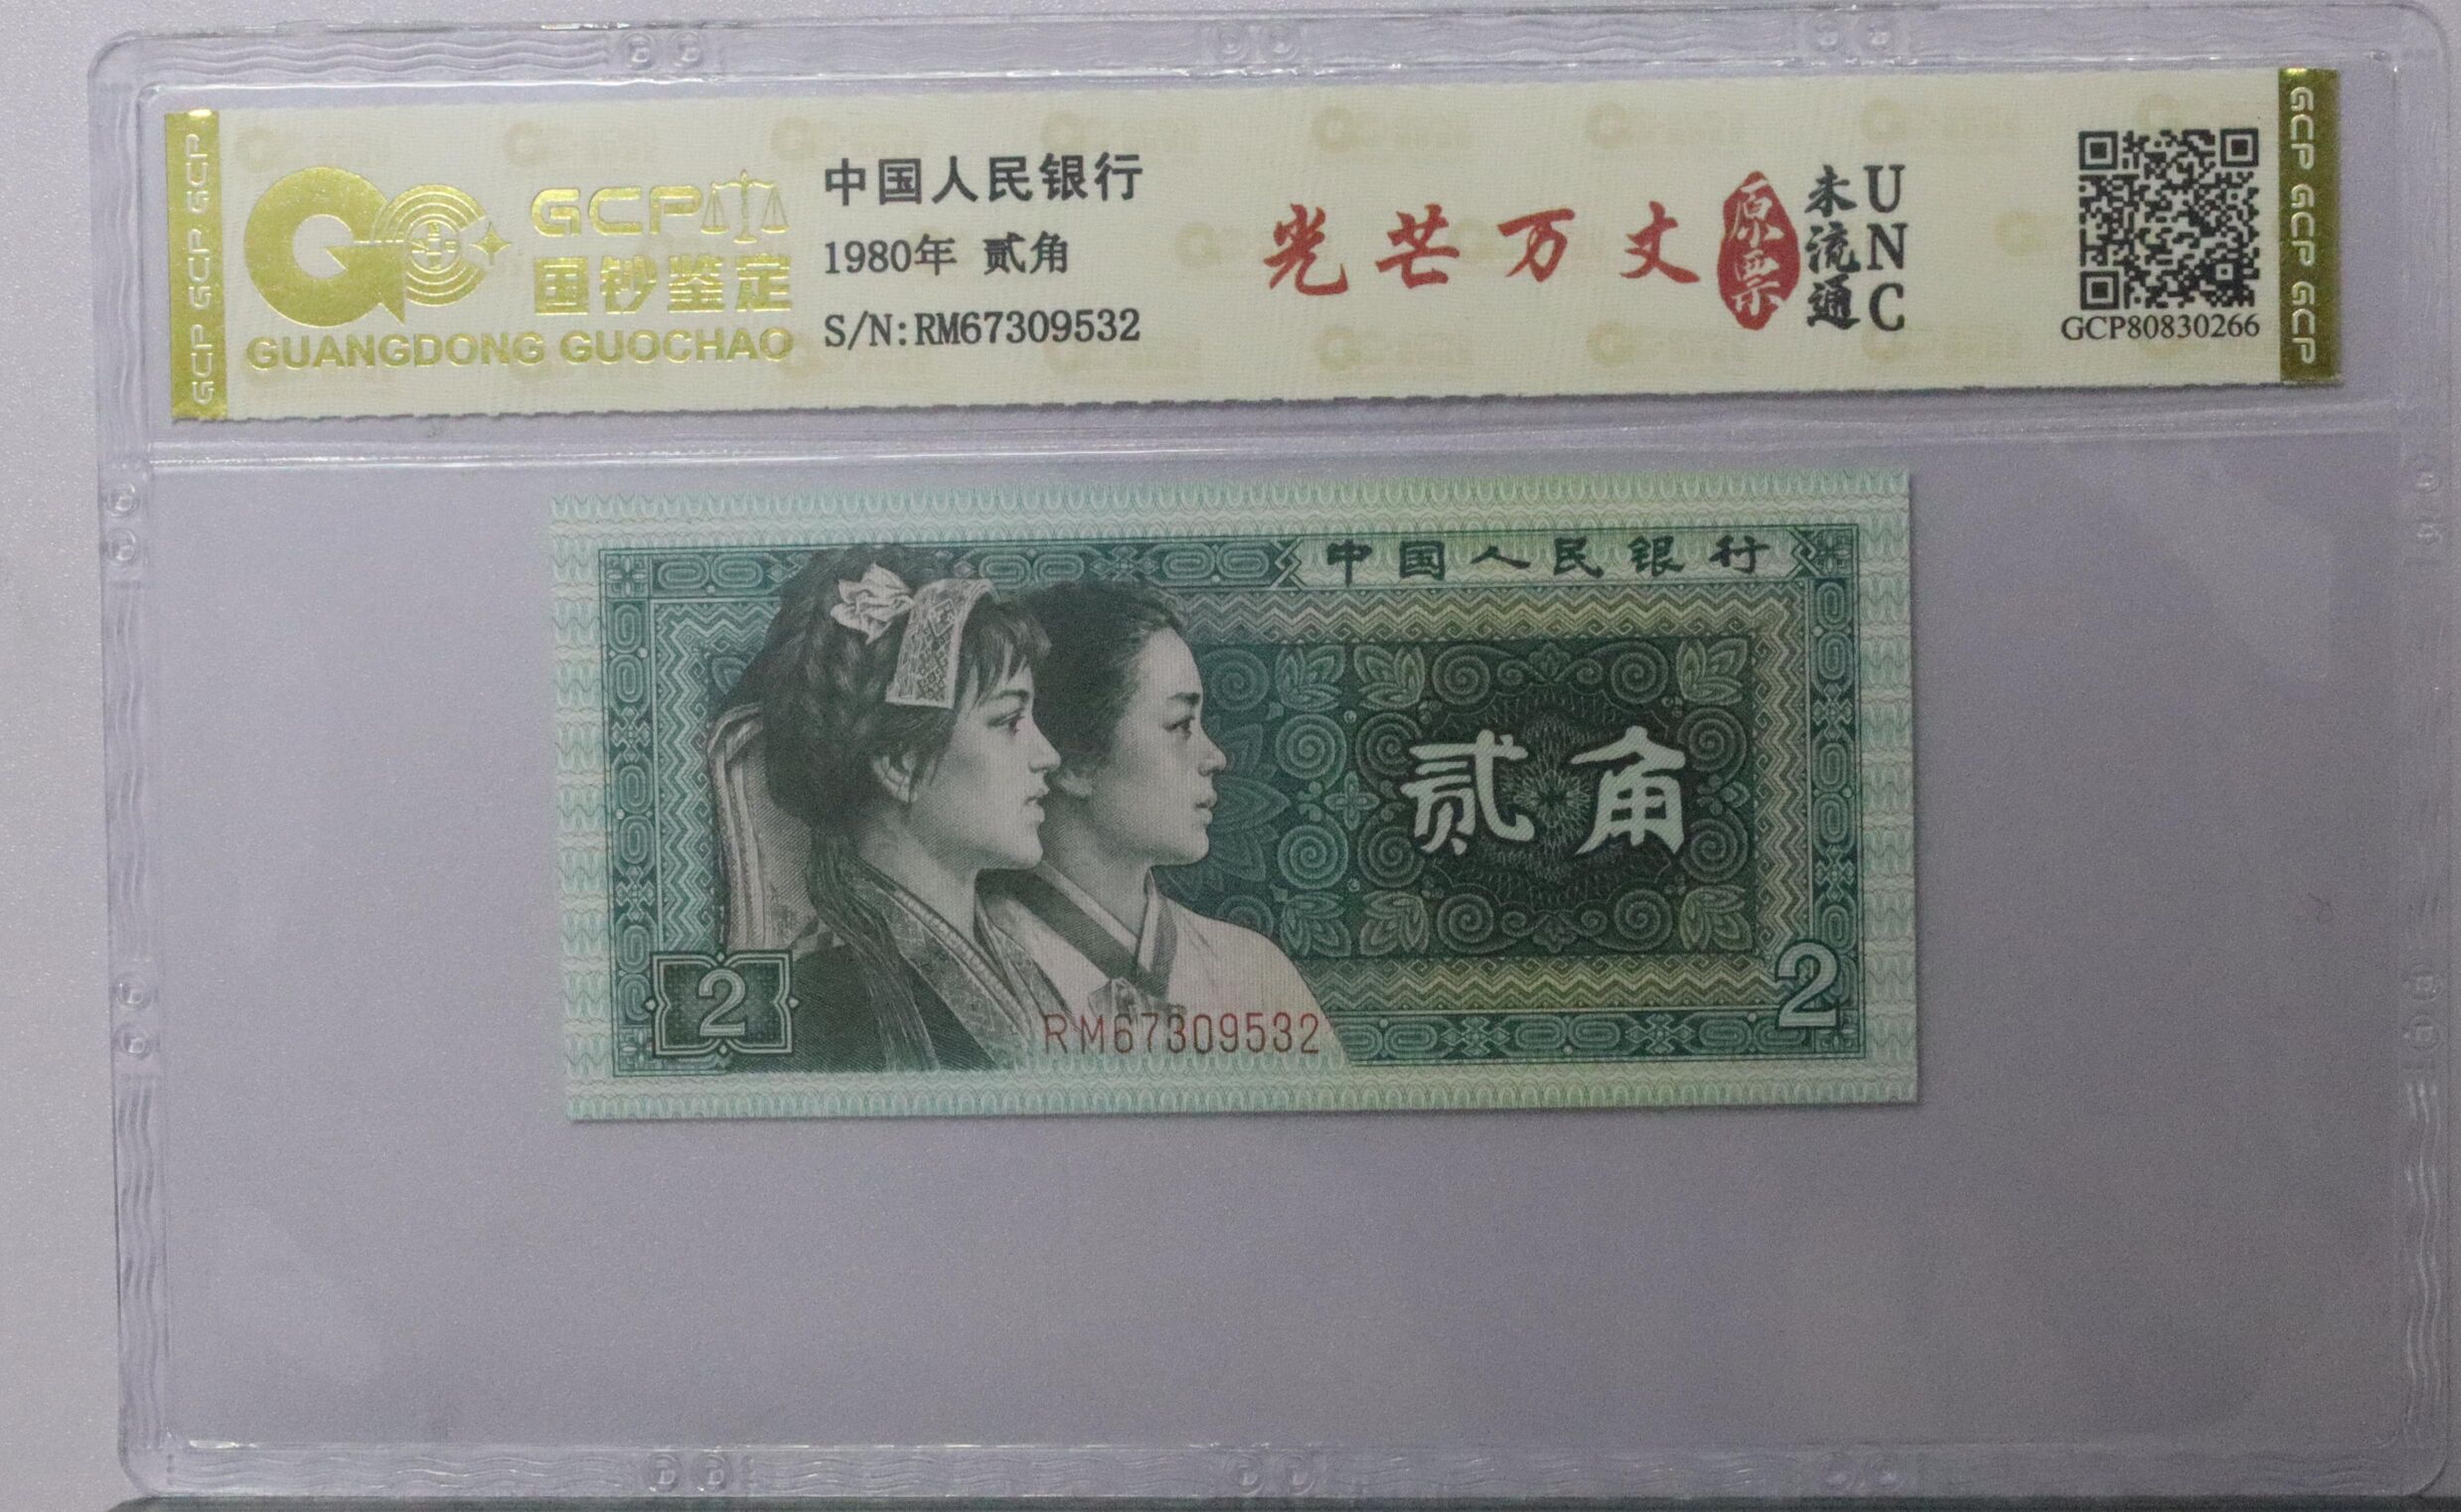 GCP GCP GCP
GCP
国钞鉴定
GUANGDONG GUOCHAO
中国人民银行
1980年 贰角
S/N:RM67309532
光芒万丈
原票
未流通
UNC
GCP80830266
GCP GCP GCP
中国人民银行
贰角
2
2
RM67309532